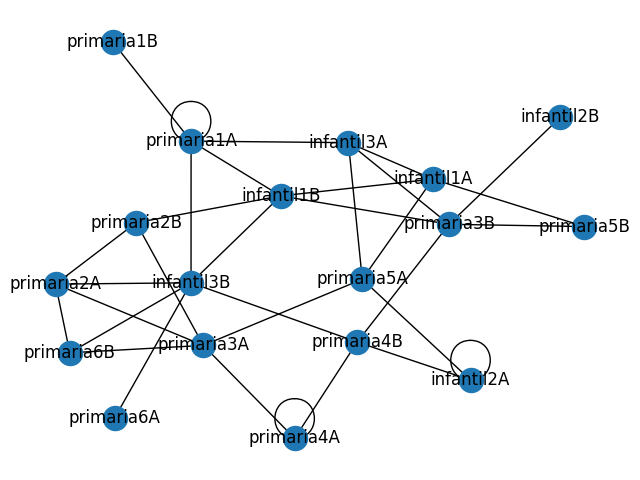 primaria1B
infantil2B
primaria1A
infantil3A
infantil1A
infantil1B
primaria2B
primaria3B
primaria5B
primaria2A
infantil3B
primaria5A
primaria6B
primaria3A
primaria4B
infantil2A
primaria6A
primaria4A